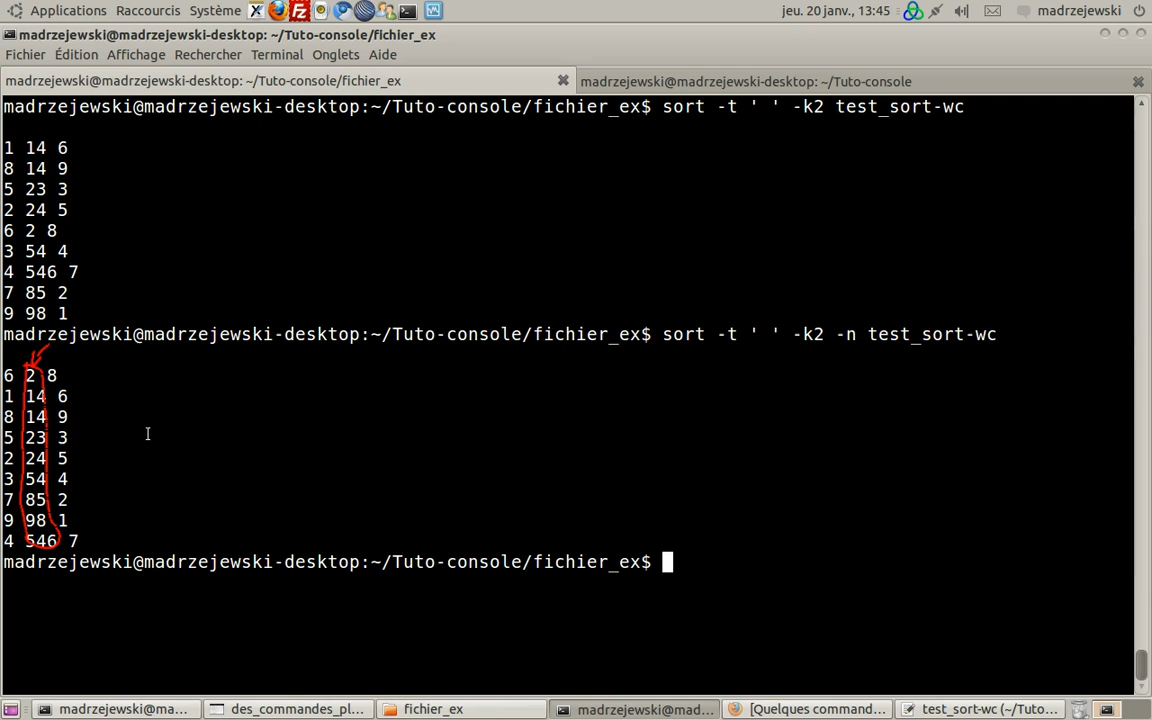 Applications Raccourcis Système jeu. 20 janv., 13:45 madrzejewski
madrzejewski@madrzejewski-desktop: ~/Tuto-console/fichier_ex
Fichier Édition Affichage Rechercher Terminal Onglets Aide
madrzejewski@madrzejewski-desktop: ~/Tuto-console/fichier_ex madrzejewski@madrzejewski-desktop: ~/Tuto-console
madrzejewski@madrzejewski-desktop:~/Tuto-console/fichier_ex$ sort -t ' ' -k2 test_sort-wc
1 14 6
8 14 9
5 23 3
2 24 5
6 2 8
3 54 4
4 546 7
7 85 2
9 98 1
madrzejewski@madrzejewski-desktop:~/Tuto-console/fichier_ex$ sort -t ' ' -k2 -n test_sort-wc
6 2 8
1 14 6
8 14 9
5 23 3
2 24 5
3 54 4
7 85 2
9 98 1
4 546 7
madrzejewski@madrzejewski-desktop:~/Tuto-console/fichier_ex$
madrzejewski@ma... des_commandes_pl... fichier_ex madrzejewski@mad... [Quelques command... test_sort-wc (~/Tuto...